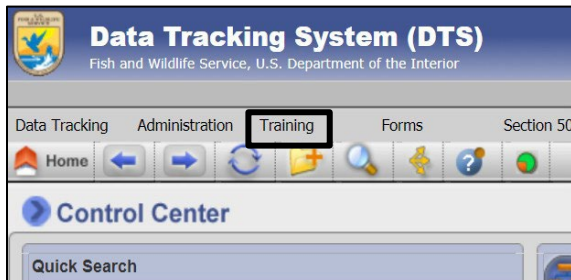 Data Tracking System (DTS)
Fish and Wildlife Service, U.S. Department of the Interior
Data Tracking Administration Training Forms Section 50
Home
Control Center
Quick Search